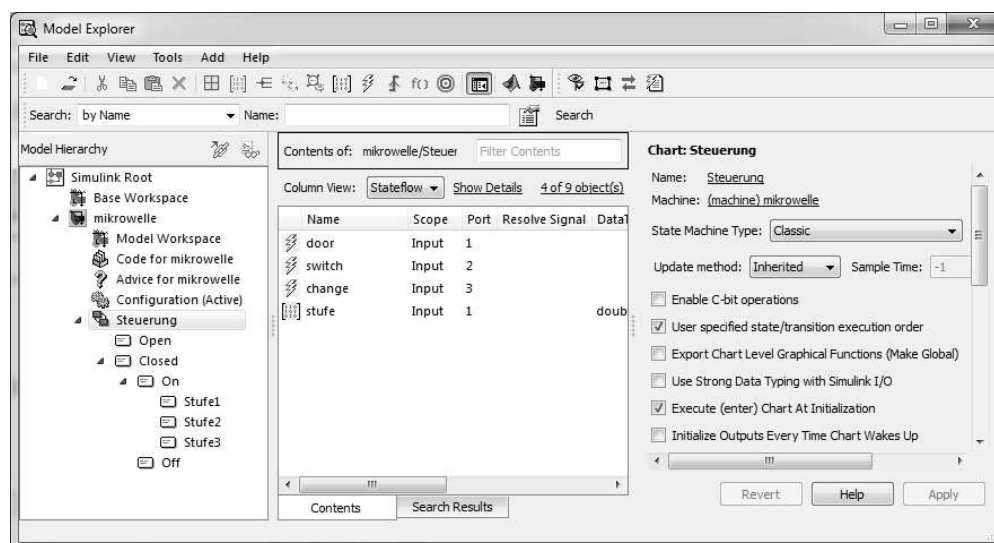 Model Explorer
File Edit View Tools Add Help
f()
Search: by Name Name: Search
Model Hierarchy
Simulink Root
Base Workspace
mikrowelle
Model Workspace
Code for mikrowelle
Advice for mikrowelle
Configuration (Active)
Steuerung
Open
Closed
On
Stufe1
Stufe2
Stufe3
Off
Contents of: mikrowelle/Steuer Filter Contents
Column View: Stateflow Show Details 4 of 9 object(s)
Name Scope Port Resolve Signal DataT
door Input 1
switch Input 2
change Input 3
stufe Input 1 doub
Contents Search Results
Chart: Steuerung
Name: Steuerung
Machine: (machine) mikrowelle
State Machine Type: Classic
Update method: Inherited Sample Time: -1
Enable C-bit operations
User specified state/transition execution order
Export Chart Level Graphical Functions (Make Global)
Use Strong Data Typing with Simulink I/O
Execute (enter) Chart At Initialization
Initialize Outputs Every Time Chart Wakes Up
Revert Help Apply